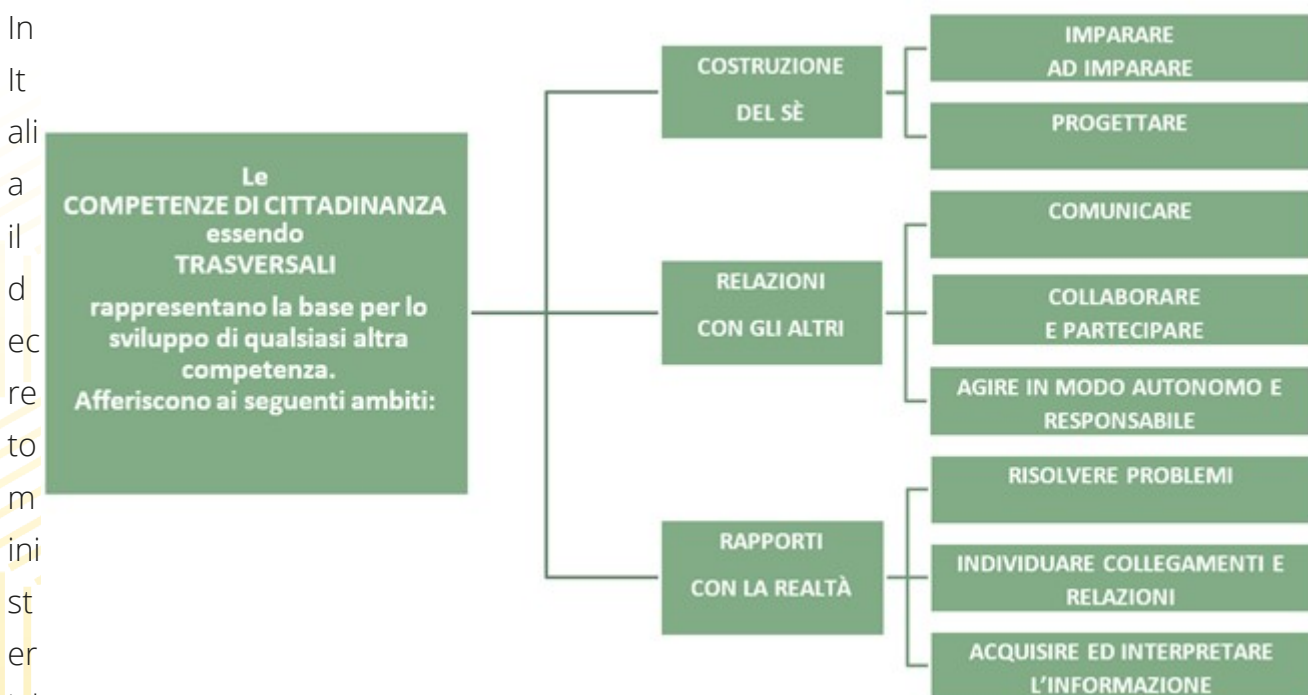 In
It
ali
a
il
d
ec
re
to
m
ini
st
er
Le
COMPETENZE DI CITTADINANZA
essendo
TRASVERSALI
rappresentano la base per lo
sviluppo di qualsiasi altra
competenza.
Afferiscono ai seguenti ambiti:
COSTRUZIONE
DEL SÈ
IMPARARE
AD IMPARARE
PROGETTARE
RELAZIONI
CON GLI ALTRI
COMUNICARE
COLLABORARE
E PARTECIPARE
AGIRE IN MODO AUTONOMO E
RESPONSABILE
RAPPORTI
CON LA REALTÀ
RISOLVERE PROBLEMI
INDIVIDUARE COLLEGAMENTI E
RELAZIONI
ACQUISIRE ED INTERPRETARE
L'INFORMAZIONE